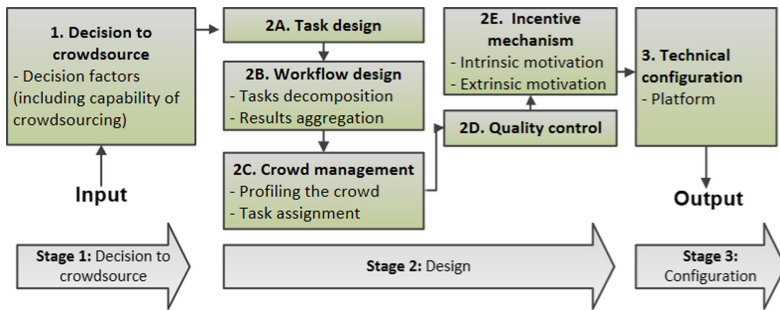 1. Decision to
crowdsource
- Decision factors
(including capability of
crowdsourcing)
Input
2A. Task design
2B. Workflow design
- Tasks decomposition
- Results aggregation
2C. Crowd management
- Profiling the crowd
- Task assignment
2D. Quality control
2E. Incentive
mechanism
- Intrinsic motivation
- Extrinsic motivation
3. Technical
configuration
- Platform
Output
Stage 1: Decision to
crowdsource
Stage 2: Design
Stage 3:
Configuration